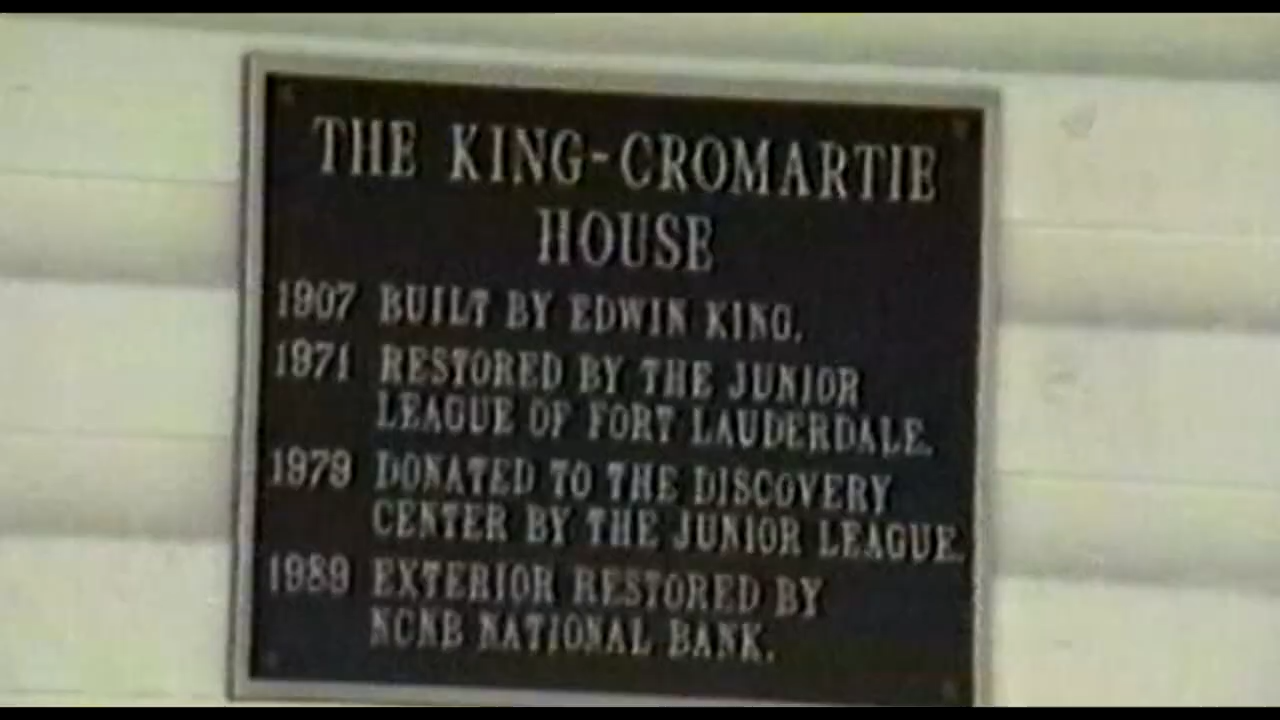 THE KING-CROMARTIE
HOUSE
1907 BUILT BY EDWIN KING.
1971 RESTORED BY THE JUNIOR
LEAGUE OF FORT LAUDERDALE.
1979 DONATED TO THE DISCOVERY
CENTER BY THE JUNIOR LEAGUE.
1989 EXTERIOR RESTORED BY
NCNB NATIONAL BANK.